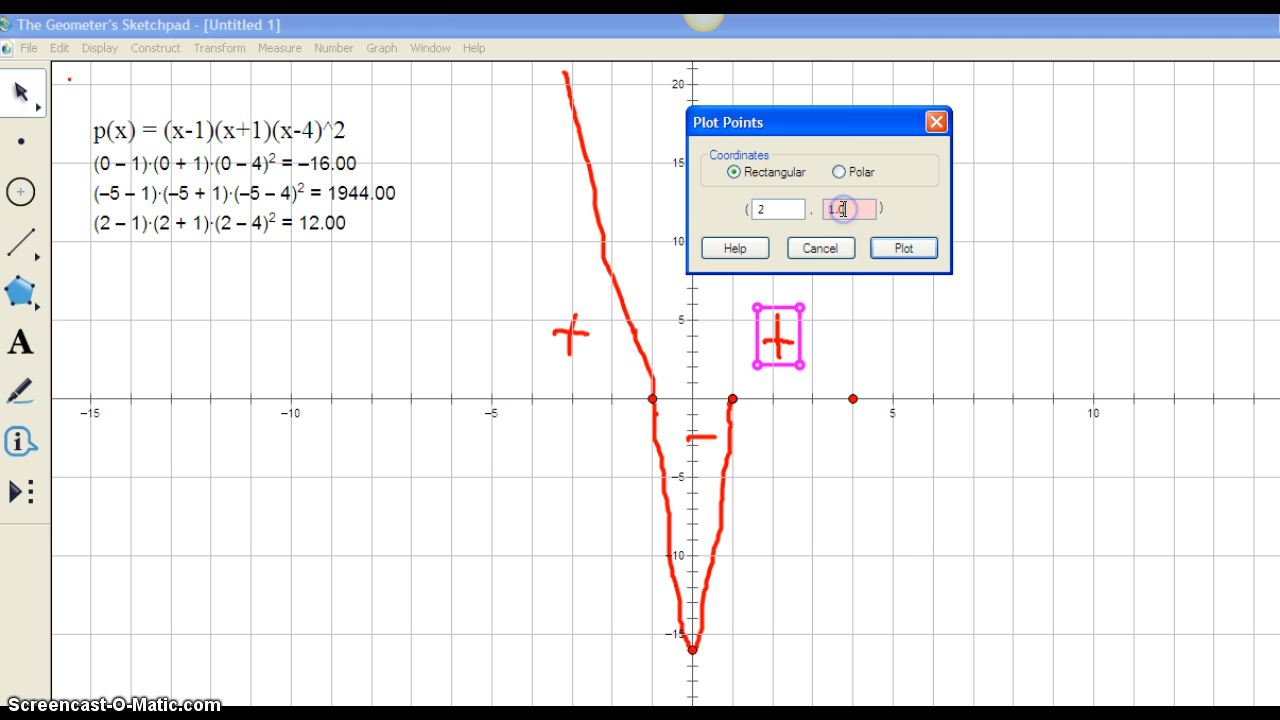 The Geometer's Sketchpad - [Untitled 1]
File Edit Display Construct Transform Measure Number Graph Window Help
p(x) = (x-1)(x+1)(x-4)^2
(0 – 1)·(0 + 1)·(0 – 4)² = –16.00
(–5 – 1)·(–5 + 1)·(–5 – 4)² = 1944.00
(2 – 1)·(2 + 1)·(2 – 4)² = 12.00
Plot Points
Coordinates
Rectangular Polar
( 2 , 1.0 )
Help Cancel Plot
20
15
10
5
-15 -10 -5 5 10
-5
-10
-15
+
+
−
A
Screencast-O-Matic.com